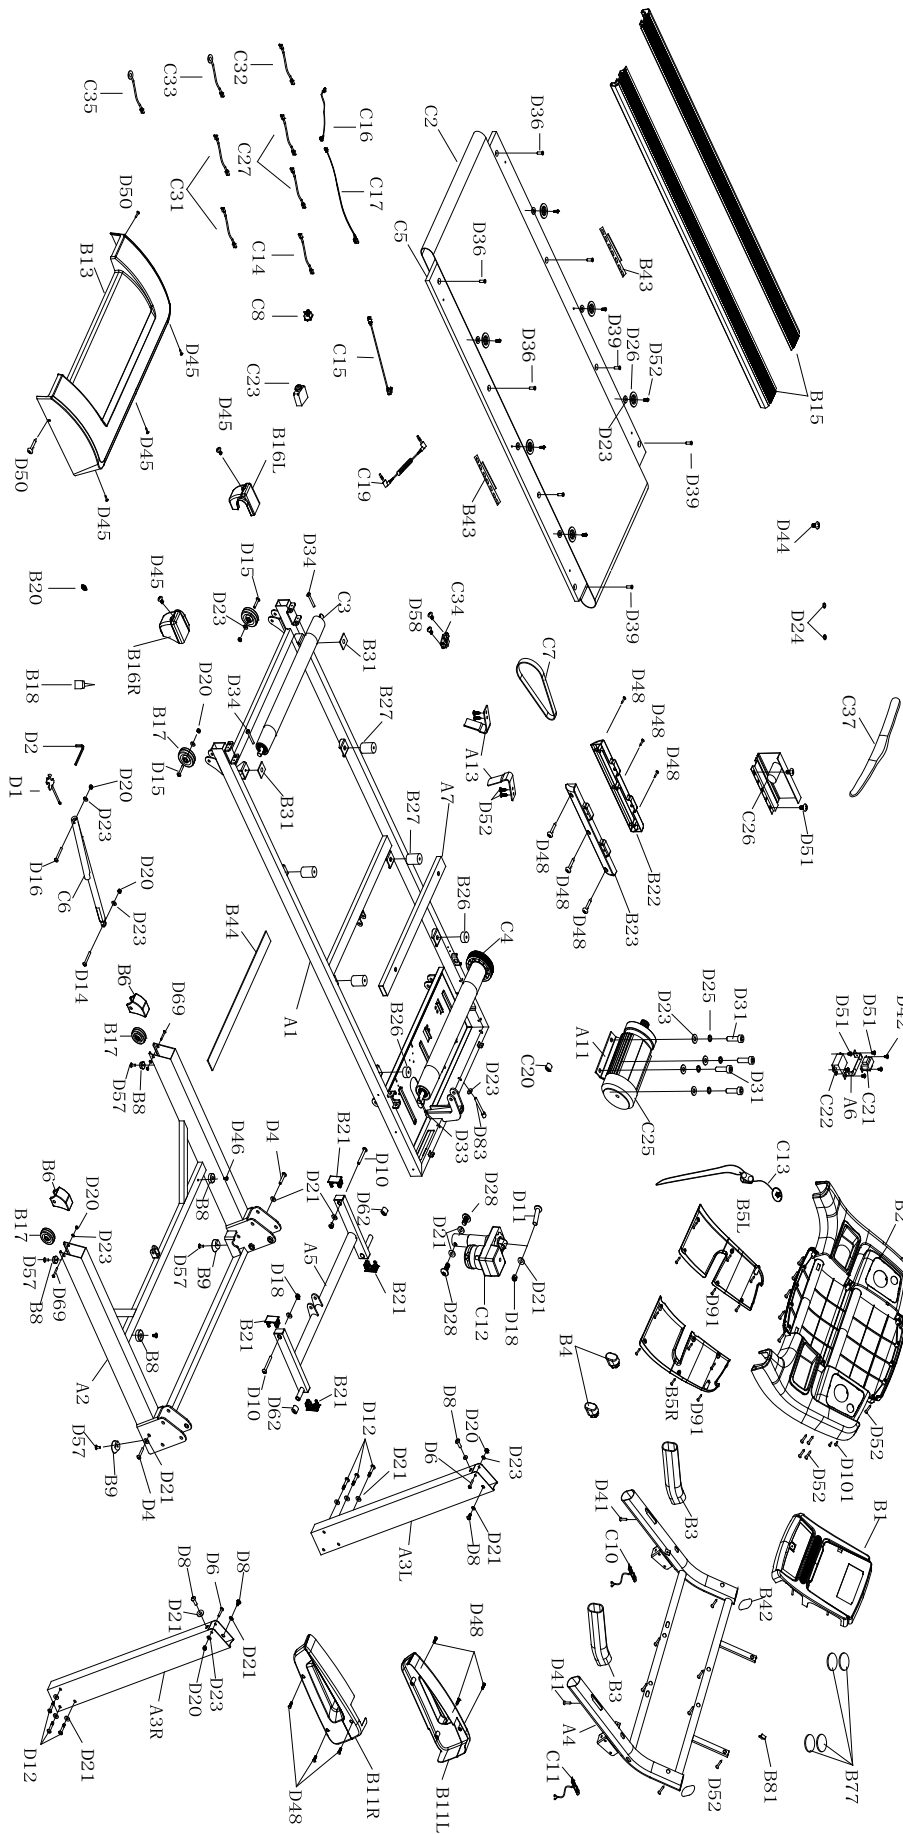 C32
C33
C35
C16
C27
C31
C17
C14
C8
C15
C23
C19
C2
C5
D36
D36
D36
B43
B43
D39
D26
D52
D23
D39
D39
B15
D44
D24
C37
D50
B13
D45
D45
D50
D45
D45
B16L
D45
B16R
B20
B18
D2
D1
D15
D23
D34
C3
B31
D34
D20
B17
D15
B31
B27
B27
A7
B26
C4
B26
A1
B44
C34
D58
C7
A13
D52
D48
D48
D48
B22
B23
D48
D48
D48
C26
D51
D20
D23
D16
C6
D20
D23
D14
C20
D23
D83
D33
A11
D23
D25
D31
D31
C25
D51
D51
D42
C22
A6
C21
B6
B17
D69
D57
B8
B6
B17
D20
D23
D57
B8
D69
B8
D46
D4
D21
D57
B9
B8
A2
D57
B9
D21
D4
B21
D10
D62
A5
B21
D18
B21
D10
D62
B21
D28
D21
D28
C12
D11
D21
D18
C13
B5L
D91
B5R
D91
B2
D52
D101
D52
B4
B1
D12
D21
D8
D20
D6
D23
A3L
D21
D8
D8
D6
D8
D21
D21
D23
D20
A3R
D12
D21
B3
D41
C10
B42
B3
D41
A4
C11
D52
B81
B77
D48
B11L
D48
B11R